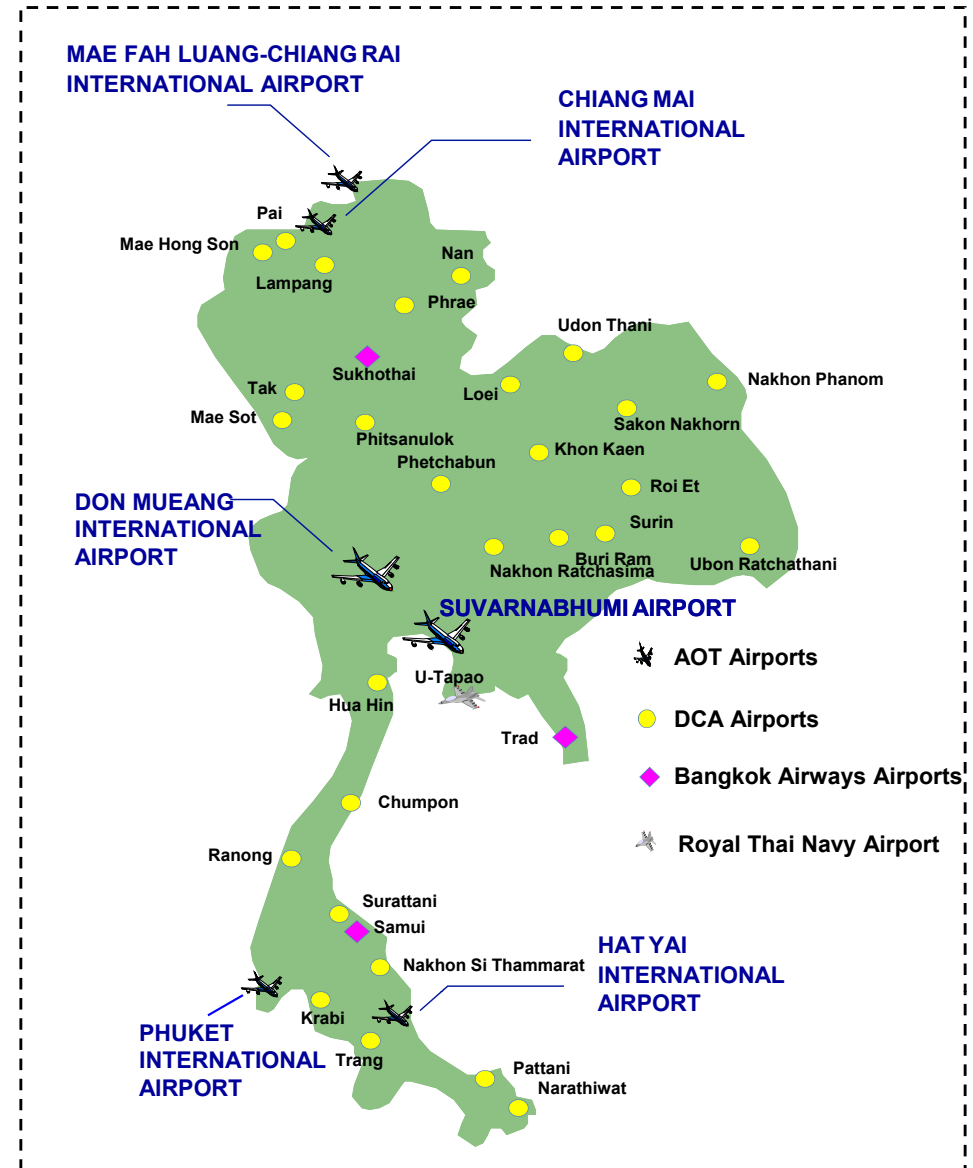 MAE FAH LUANG-CHIANG RAI
INTERNATIONAL AIRPORT
CHIANG MAI
INTERNATIONAL
AIRPORT
Pai
Mae Hong Son
Lampang
Nan
Phrae
Udon Thani
Sukhothai
Tak
Loei
Nakhon Phanom
Mae Sot
Sakon Nakhorn
Phitsanulok
Khon Kaen
Phetchabun
Roi Et
DON MUEANG
INTERNATIONAL
AIRPORT
Surin
Buri Ram
Nakhon Ratchasima
Ubon Ratchathani
SUVARNABHUMI AIRPORT
AOT Airports
U-Tapao
Hua Hin
DCA Airports
Trad
Bangkok Airways Airports
Chumpon
Royal Thai Navy Airport
Ranong
Surattani
Samui
HAT YAI
INTERNATIONAL
AIRPORT
Nakhon Si Thammarat
Krabi
PHUKET
INTERNATIONAL
AIRPORT
Trang
Pattani
Narathiwat